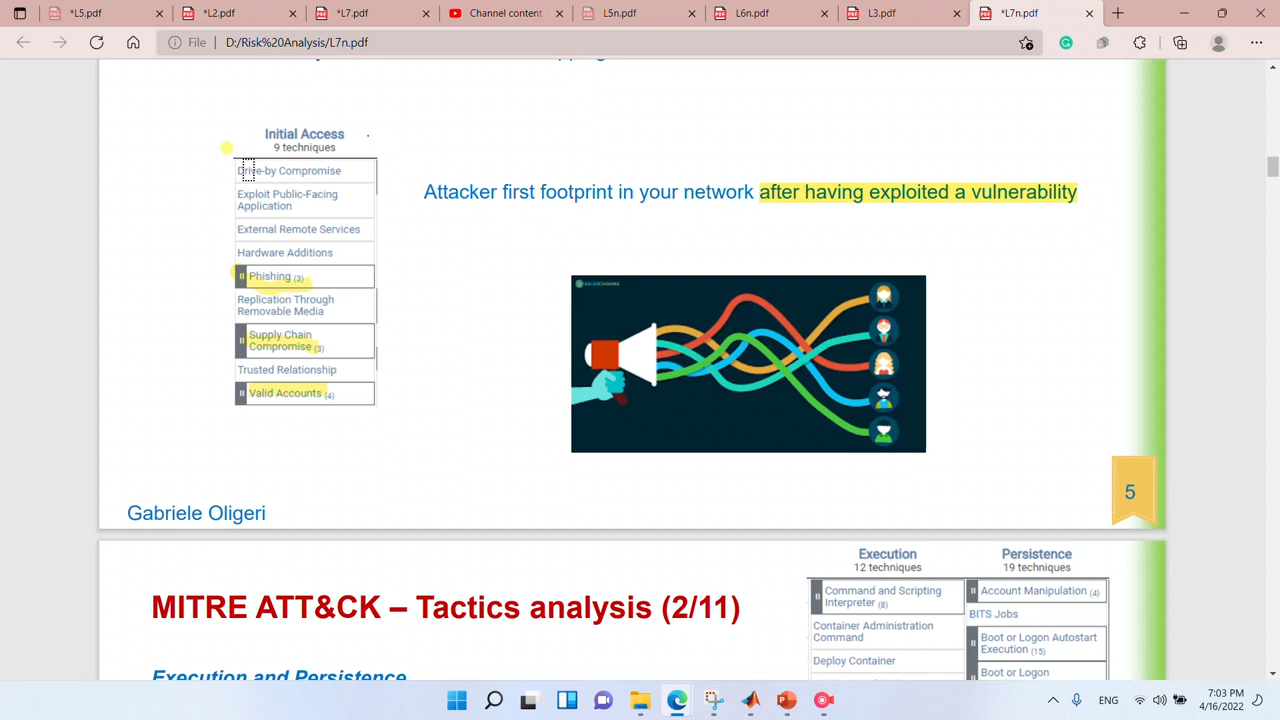 *L5.pdf
*L2.pdf
*L7.pdf
Channel content
L5n.pdf
L6n.pdf
L3.pdf
*L7n.pdf
File
D:/Risk%20Analysis/L7n.pdf
Initial Access
9 techniques
Drive-by Compromise
Exploit Public-Facing
Application
External Remote Services
Hardware Additions
Phishing (3)
Replication Through
Removable Media
Supply Chain
Compromise (3)
Trusted Relationship
Valid Accounts (4)
Attacker first footprint in your network after having exploited a vulnerability
5
Gabriele Oligeri
MITRE ATT&CK – Tactics analysis (2/11)
Execution and Persistence
Execution
12 techniques
Command and Scripting
Interpreter (8)
Container Administration
Command
Deploy Container
Persistence
19 techniques
Account Manipulation (4)
BITS Jobs
Boot or Logon Autostart
Execution (15)
Boot or Logon
ENG
7:03 PM
4/16/2022